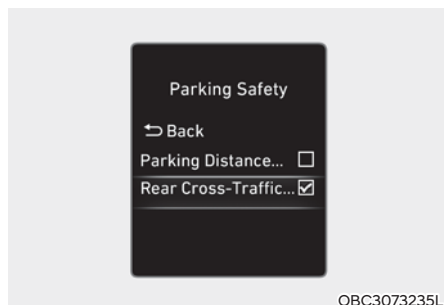 Parking Safety
Back
Parking Distance...
Rear Cross-Traffic...
OBC3073235L